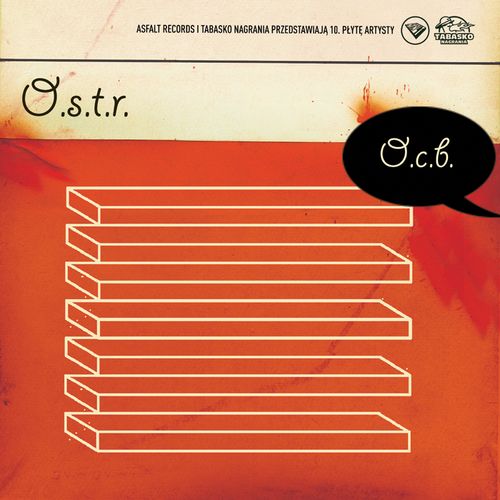 ASFALT RECORDS I TABASKO NAGRANIA PRZEDSTAWIAJĄ 10. PŁYTĘ ARTYSTY
TABASKO
NAGRANIA
O.s.t.r.
O.c.b.